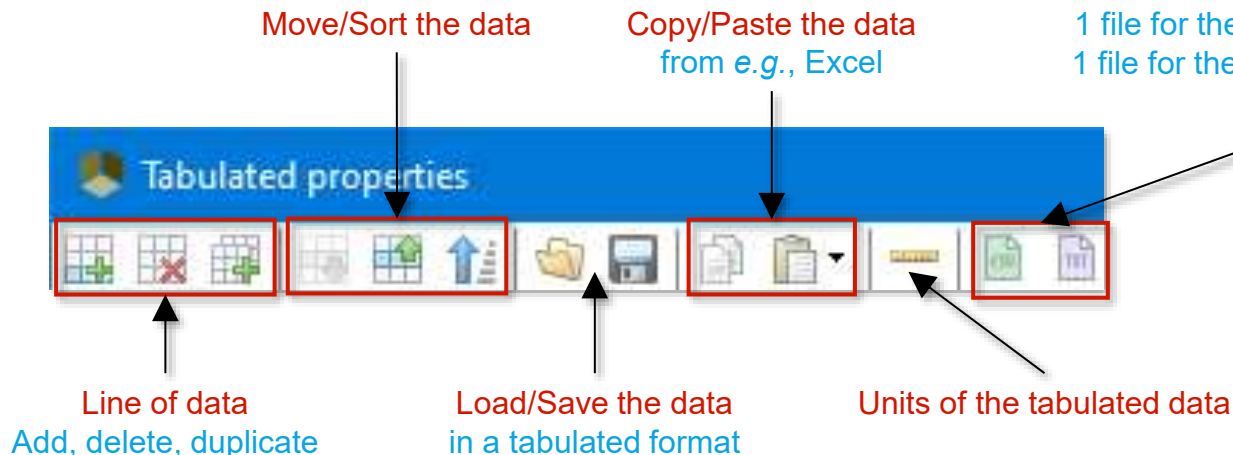 Move/Sort the data
Copy/Paste the data
from e.g., Excel
1 file for the
1 file for the
Tabulated properties
TXT
Line of data
Add, delete, duplicate
Load/Save the data
in a tabulated format
Units of the tabulated data